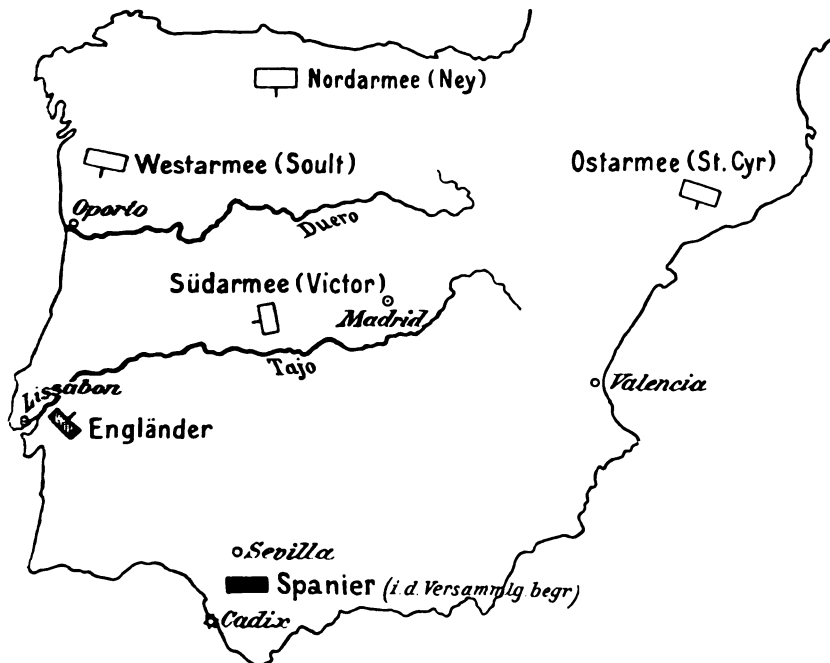 Nordarmee (Ney)
Westarmee (Soult)
Ostarmee (St. Cyr)
Oporto
Duero
Südarmee (Victor)
Madrid
Tajo
Lissabon
Valencia
Engländer
Sevilla
Spanier (i.d. Versammlg. begr)
Cadix